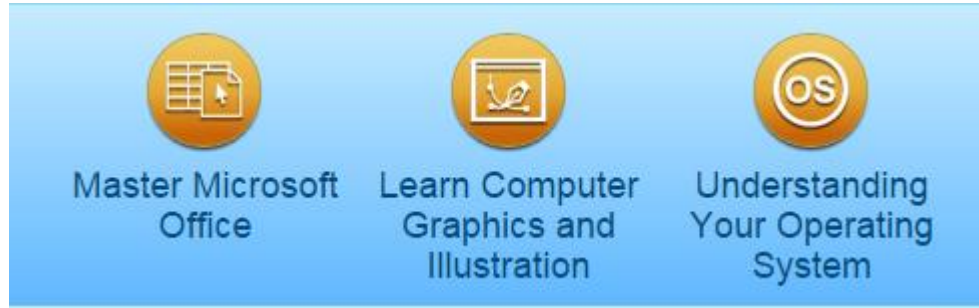 OS
Master Microsoft
Office
Learn Computer
Graphics and
Illustration
Understanding
Your Operating
System